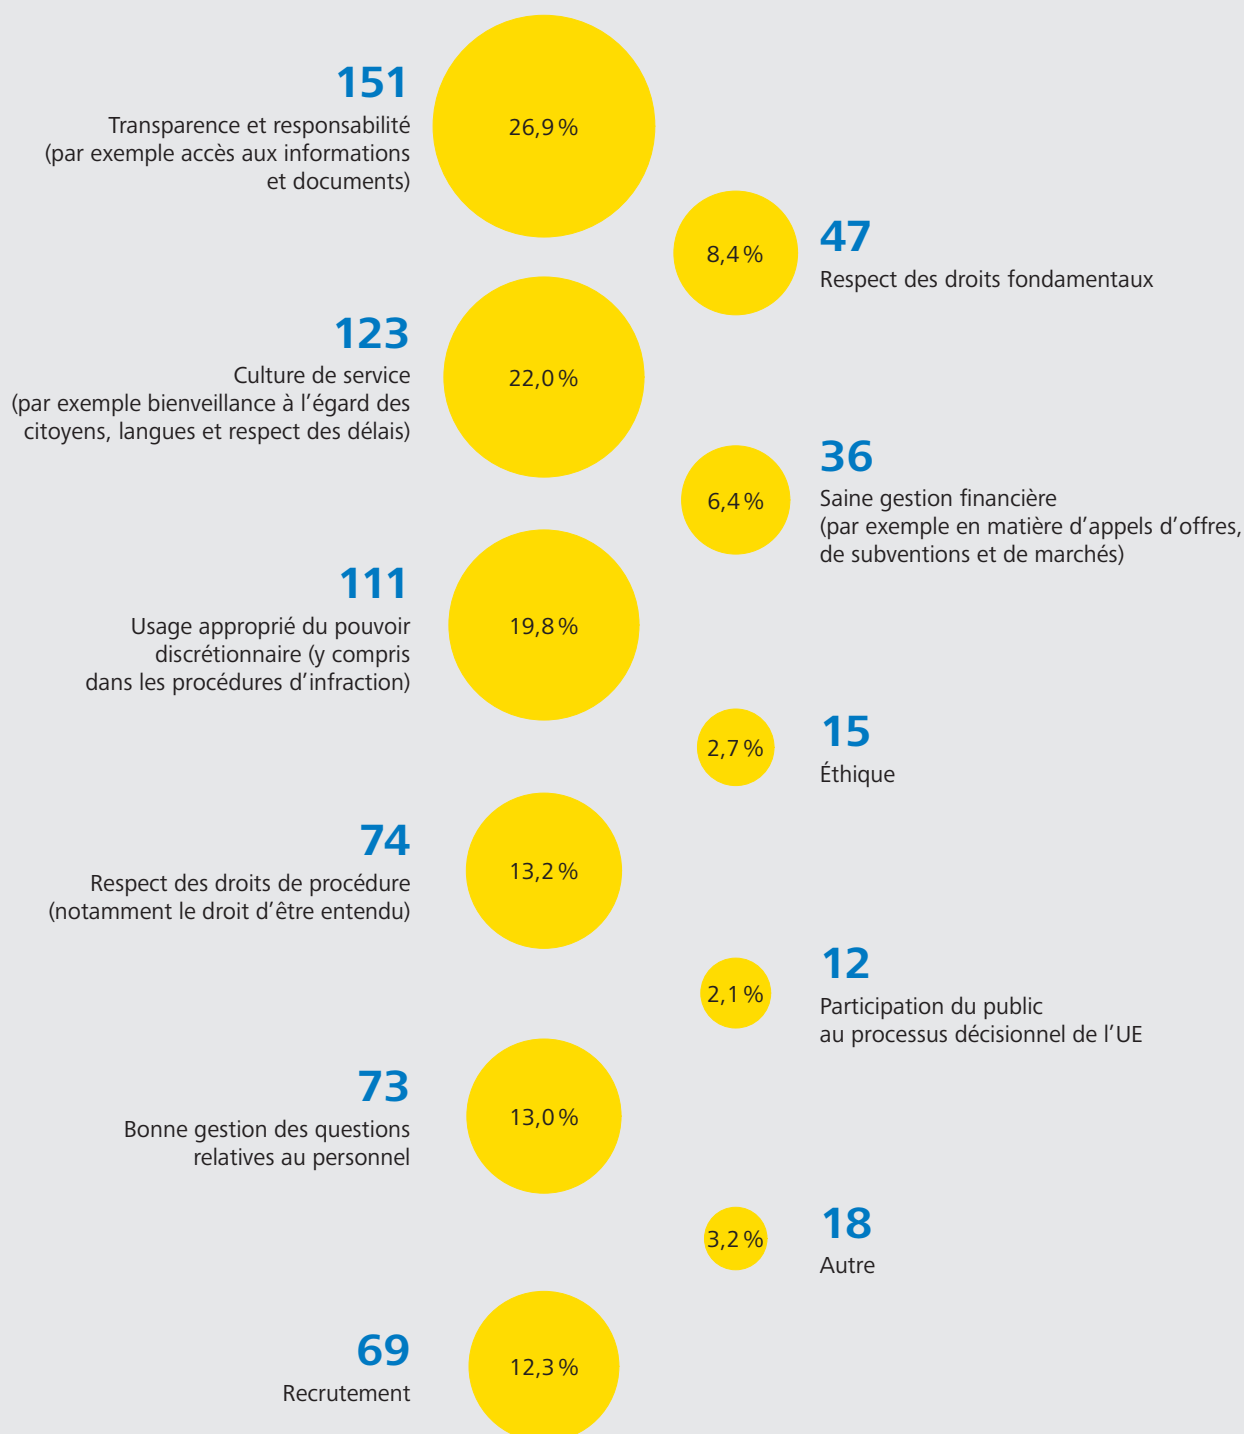 151
Transparence et responsabilité
(par exemple accès aux informations
et documents)
26,9 %
8,4 %
47
Respect des droits fondamentaux
123
Culture de service
(par exemple bienveillance à l’égard des
citoyens, langues et respect des délais)
22,0 %
6,4 %
36
Saine gestion financière
(par exemple en matière d’appels d’offres,
de subventions et de marchés)
111
Usage approprié du pouvoir
discrétionnaire (y compris
dans les procédures d’infraction)
19,8 %
2,7 %
15
Éthique
74
Respect des droits de procédure
(notamment le droit d’être entendu)
13,2 %
2,1 %
12
Participation du public
au processus décisionnel de l’UE
73
Bonne gestion des questions
relatives au personnel
13,0 %
3,2 %
18
Autre
69
Recrutement
12,3 %